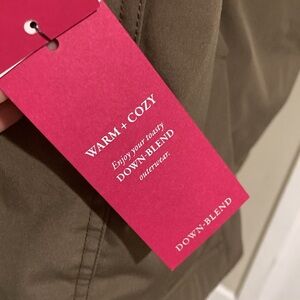 WARM + COZY
Enjoy your toasty
DOWN-BLEND
outerwear.
DOWN-BLEND